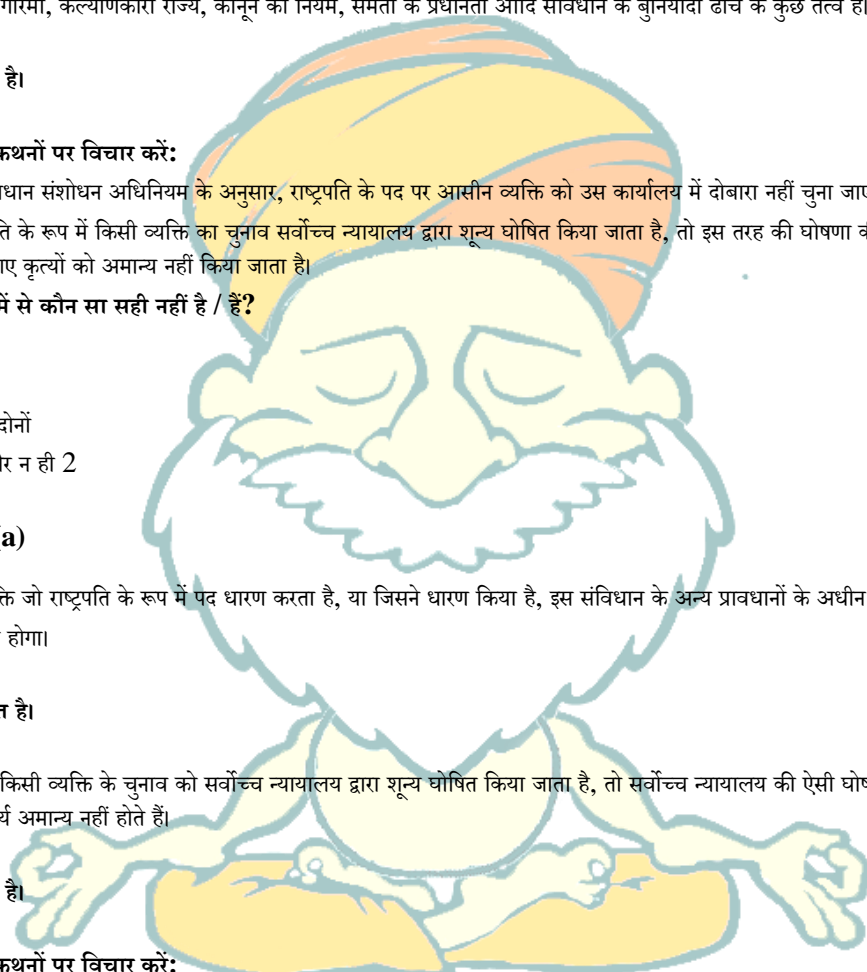 गरिमा, कल्याणकारी राज्य, कानून का नियम, समता के प्रधानता आदि संविधान के बुनियादी ढांचे के कुछ तत्व हैं।
है।
कथनों पर विचार करें:
संशोधन अधिनियम के अनुसार, राष्ट्रपति के पद पर आसीन व्यक्ति को उस कार्यालय में दोबारा नहीं चुना
के रूप में किसी व्यक्ति का चुनाव सर्वोच्च न्यायालय द्वारा शून्य घोषित किया जाता है, तो इस तरह की घोषणा
कृत्यों को अमान्य नहीं किया जाता है।
में से कौन सा सही नहीं है / हैं?
दोनों
न ही 2
a)
जो राष्ट्रपति के रूप में पद धारण करता है, या जिसने धारण किया है, इस संविधान के अन्य प्रावधानों के अधीन
होगा।
है।
किसी व्यक्ति के चुनाव को सर्वोच्च न्यायालय द्वारा शून्य घोषित किया जाता है, तो सर्वोच्च न्यायालय की ऐसी
अमान्य नहीं होते हैं।
है।
कथनों पर विचार करें: